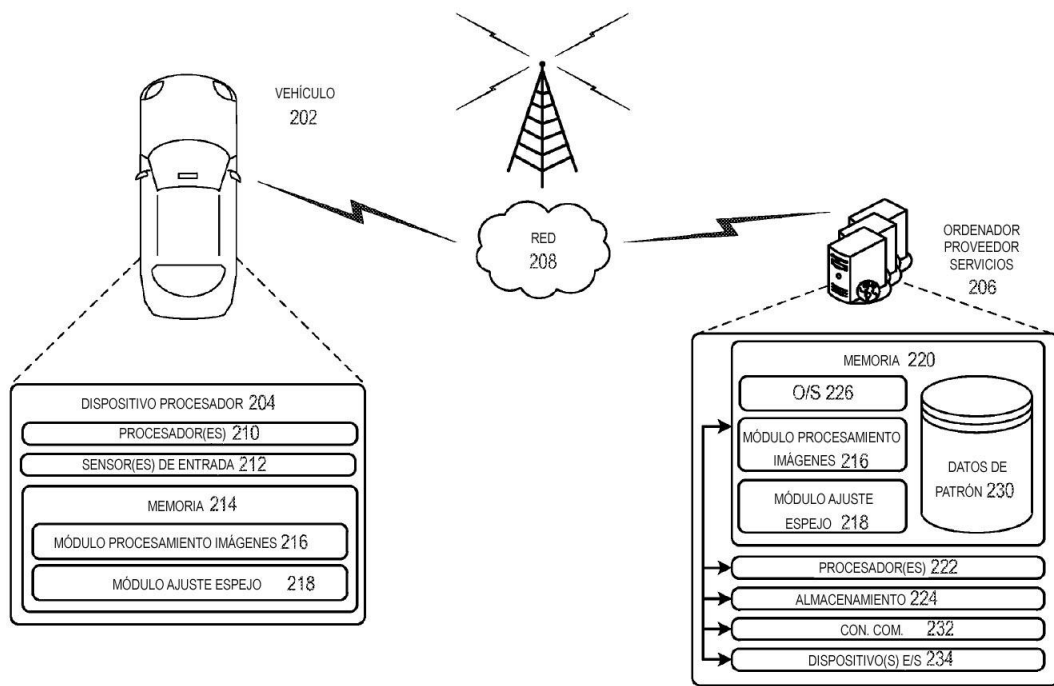 VEHÍCULO
202
RED
208
ORDENADOR
PROVEEDOR
SERVICIOS
206
DISPOSITIVO PROCESADOR 204
PROCESADOR(ES) 210
SENSOR(ES) DE ENTRADA 212
MEMORIA 214
MÓDULO PROCESAMIENTO IMÁGENES 216
MÓDULO AJUSTE ESPEJO 218
MEMORIA 220
O/S 226
MÓDULO PROCESAMIENTO
IMÁGENES 216
MÓDULO AJUSTE
ESPEJO 218
DATOS DE
PATRÓN 230
PROCESADOR(ES) 222
ALMACENAMIENTO 224
CON. COM. 232
DISPOSITIVO(S) E/S 234